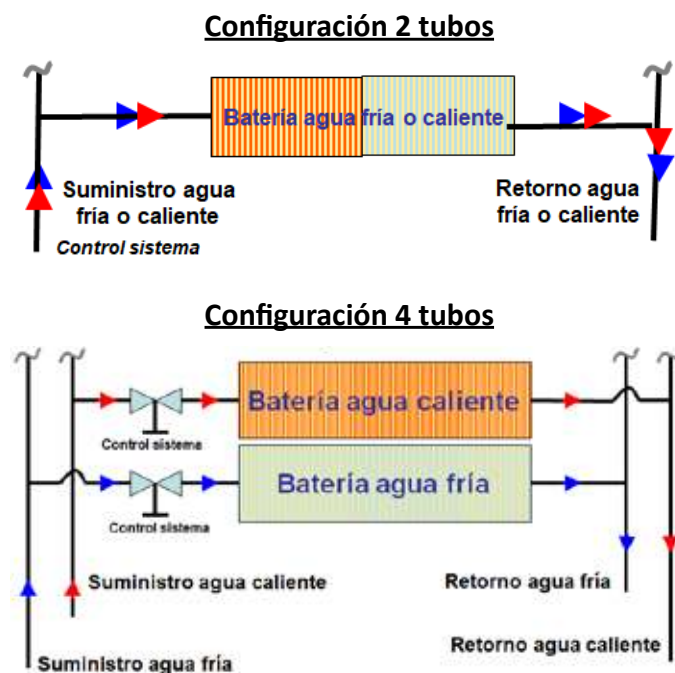 Configuración 2 tubos
Batería agua fría o caliente
Suministro agua
fría o caliente
Control sistema
Retorno agua
fría o caliente
Configuración 4 tubos
Batería agua caliente
Control sistema
Batería agua fría
Control sistema
Suministro agua caliente
Retorno agua fría
Retorno agua caliente
Suministro agua fría